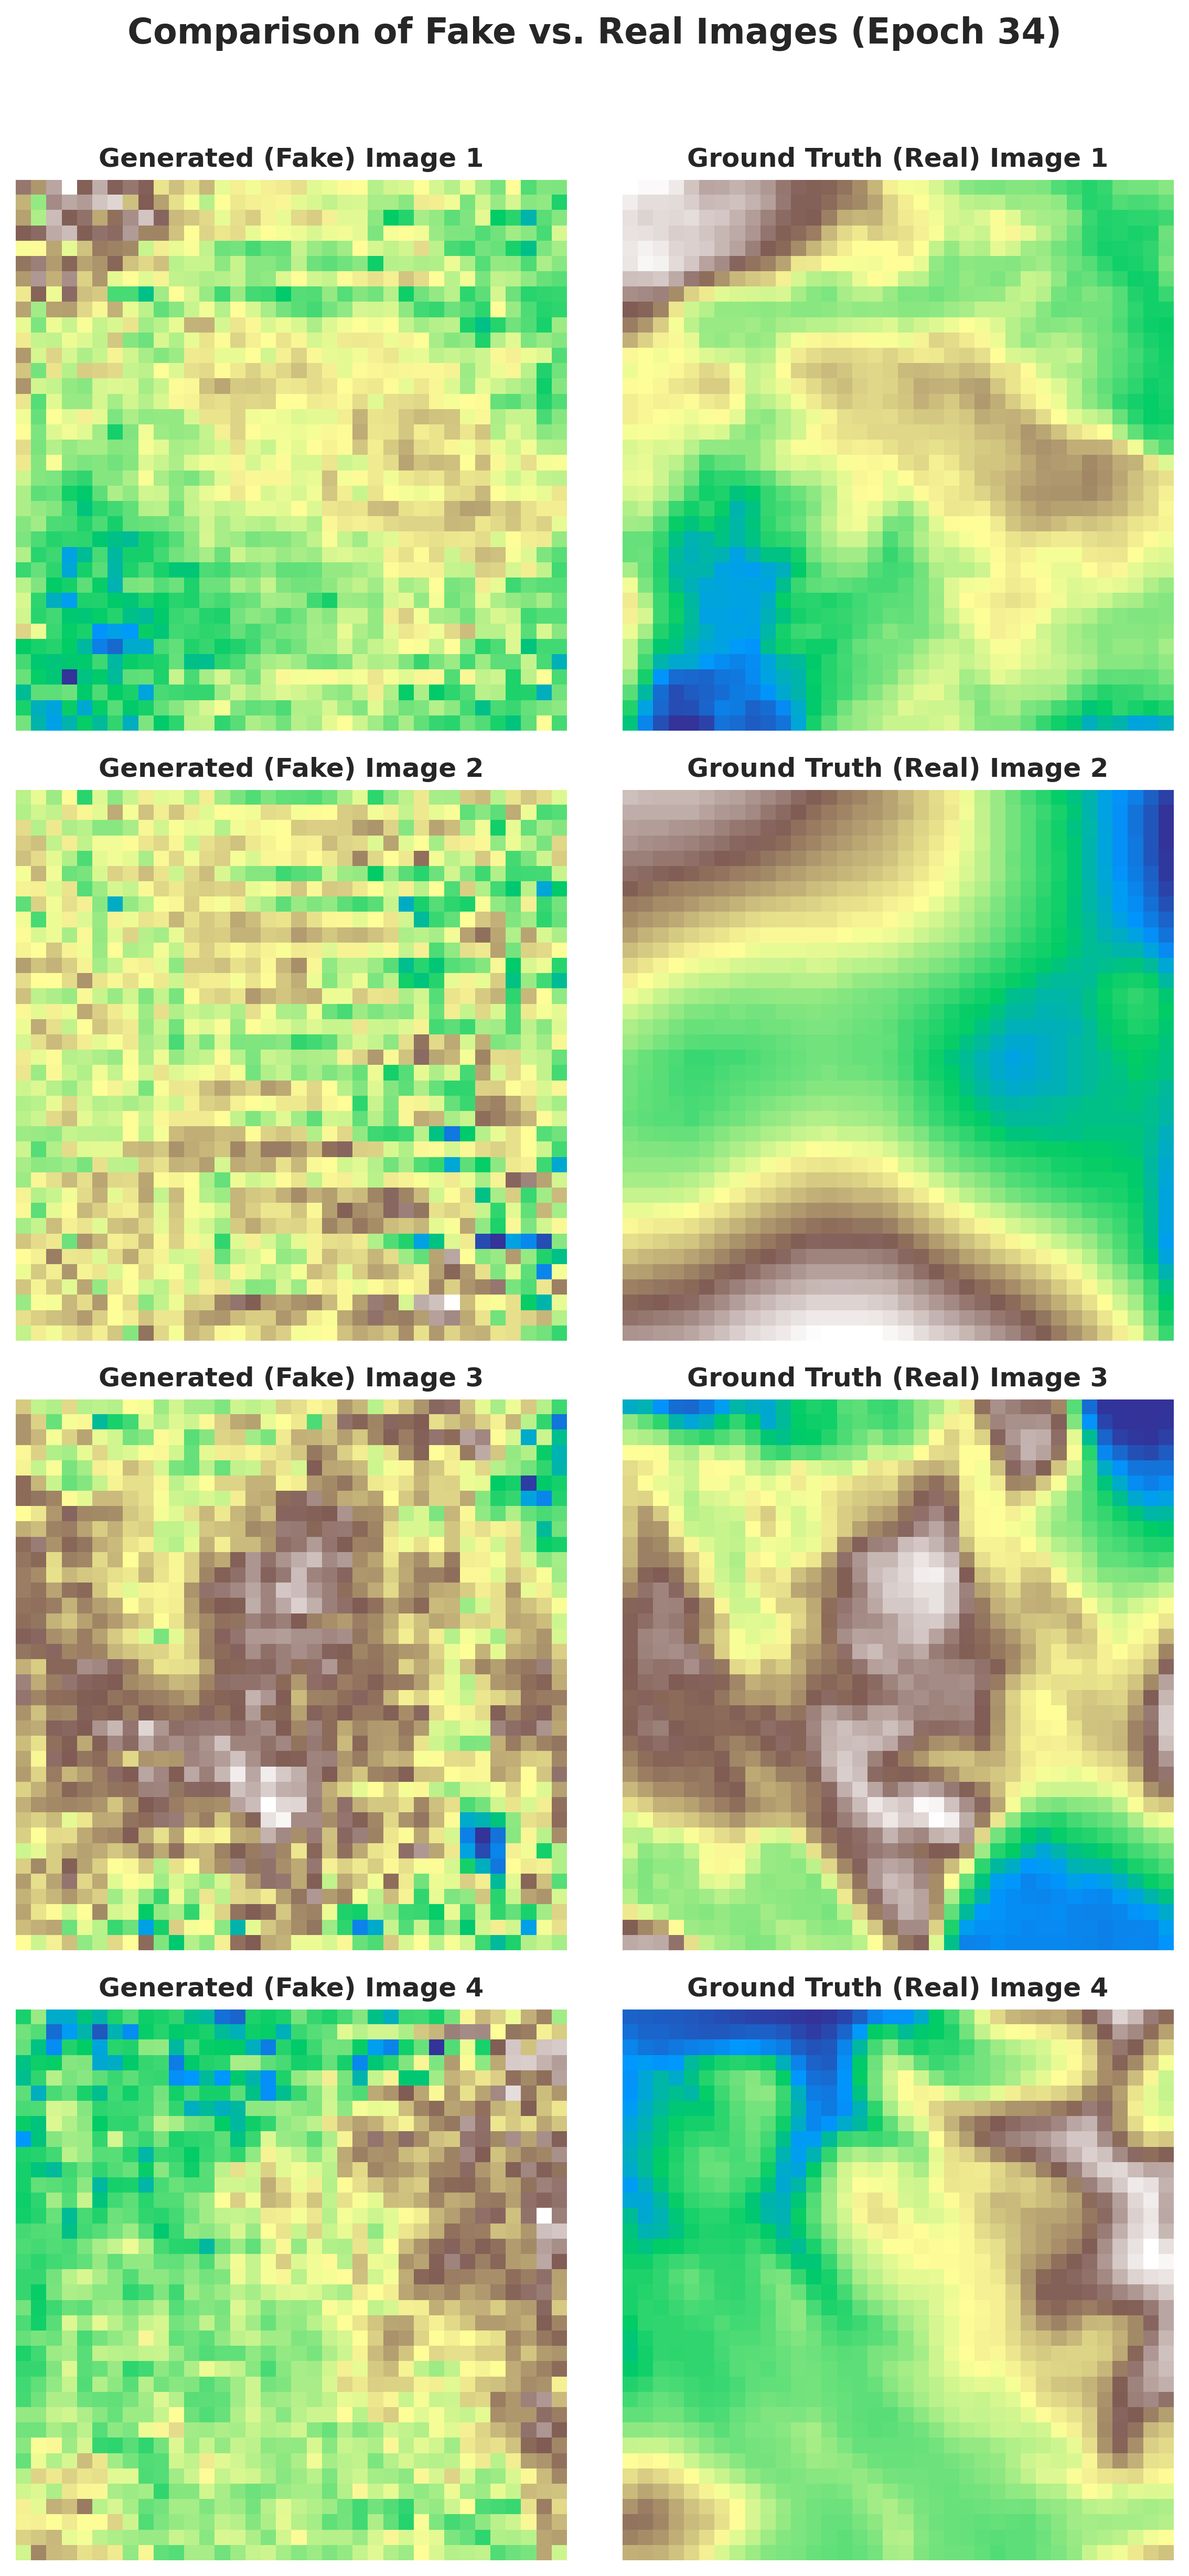 Comparison of Fake vs. Real Images (Epoch 34)
Generated (Fake) Image 1
Ground Truth (Real) Image 1
Generated (Fake) Image 2
Ground Truth (Real) Image 2
Generated (Fake) Image 3
Ground Truth (Real) Image 3
Generated (Fake) Image 4
Ground Truth (Real) Image 4